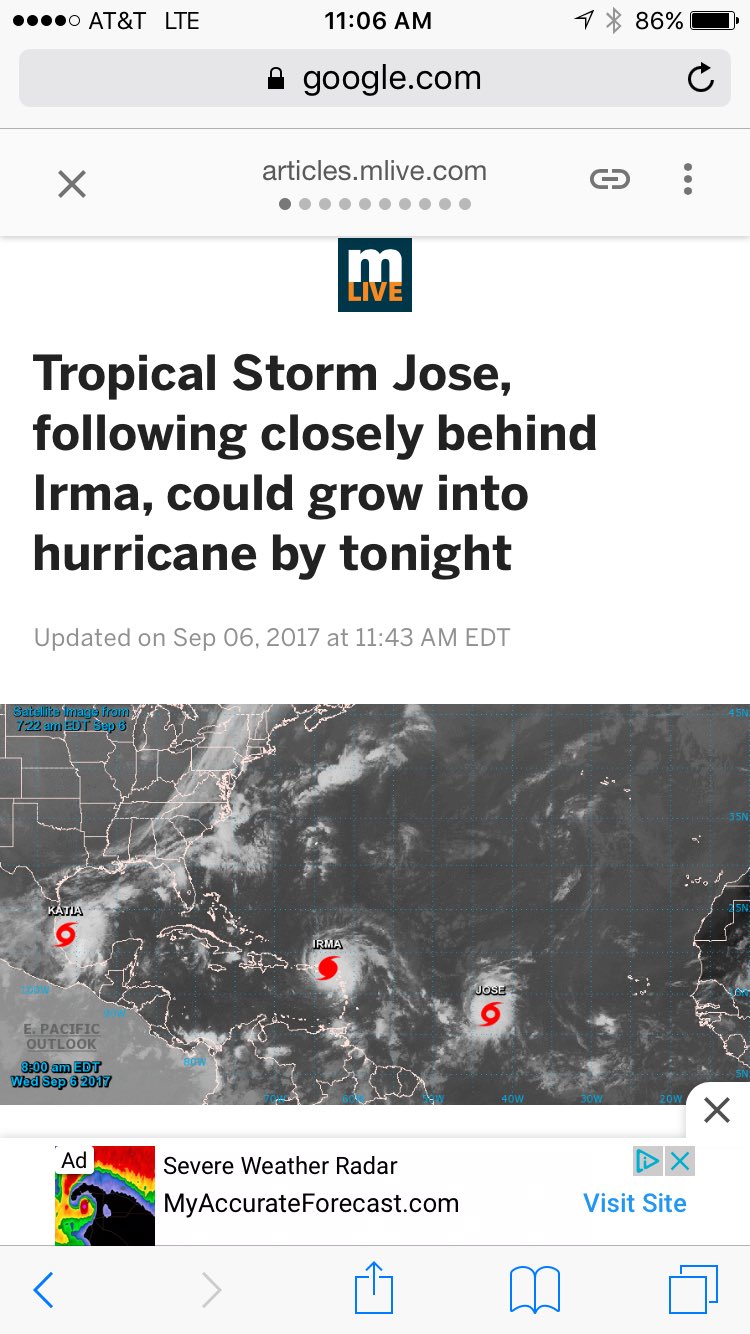 AT&T LTE 11:06 AM 86%
google.com
articles.mlive.com
m
LIVE
Tropical Storm Jose,
following closely behind
Irma, could grow into
hurricane by tonight
Updated on Sep 06, 2017 at 11:43 AM EDT
Satellite Image from
7:22 am EDT Sep 6
45N
35N
25N
KATIA
IRMA
JOSE
100W
90W
E. PACIFIC
OUTLOOK
80W
8:00 am EDT
Wed Sep 6 2017
5N
70W 60W 50W 40W 30W 20W
Ad
Severe Weather Radar
MyAccurateForecast.com
Visit Site